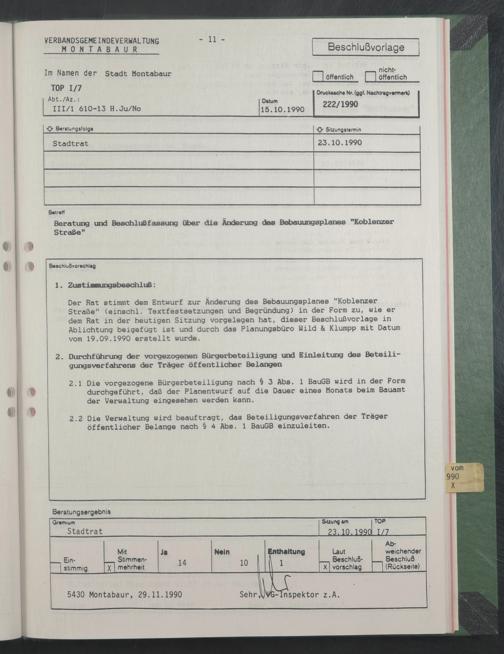 VERBANDSGEMEINDEVERWALTUNG
MONTABAUR
- 11 -
Beschlußvorlage
Im Namen der Stadt Montabaur
öffentlich
nicht-
öffentlich
TOP I/7
Abt./Az.:
III/1 610-13 H.Ju/No
Datum
15.10.1990
Drucksache Nr. (ggf. Nachtragsvermerk)
222/1990
Beratungsfolge
Sitzungstermin
Stadtrat
23.10.1990
Betreff
Beratung und Beschlußfassung über die Änderung des Bebauungsplanes "Koblenzer
Straße"
Beschlußvorschlag
1. Zustimmungsbeschluß:
Der Rat stimmt dem Entwurf zur Änderung des Bebauungsplanes "Koblenzer
Straße" (einschl. Textfestsetzungen und Begründung) in der Form zu, wie er
dem Rat in der heutigen Sitzung vorgelegen hat, dieser Beschlußvorlage in
Ablichtung beigefügt ist und durch das Planungsbüro Wild & Klumpp mit Datum
vom 19.09.1990 erstellt wurde.
2. Durchführung der vorgezogenen Bürgerbeteiligung und Einleitung des Beteili-
gungsverfahrens der Träger öffentlicher Belangen
2.1 Die vorgezogene Bürgerbeteiligung nach § 3 Abs. 1 BauGB wird in der Form
durchgeführt, daß der Planentwurf auf die Dauer eines Monats beim Bauamt
der Verwaltung eingesehen werden kann.
2.2 Die Verwaltung wird beauftragt, das Beteiligungsverfahren der Träger
öffentlicher Belange nach § 4 Abs. 1 BauGB einzuleiten.
vom
990
X
Beratungsergebnis
Gremium
Stadtrat
Sitzung am
23.10.1990
TOP
I/7
Ein-
stimmig
X
Mit
Stimmen-
mehrheit
Ja
14
Nein
10
Enthaltung
1
X
Laut
Beschluß-
vorschlag
Ab-
weichender
Beschluß
(Rückseite)
5430 Montabaur, 29.11.1990
Sehr, VG-Inspektor z.A.